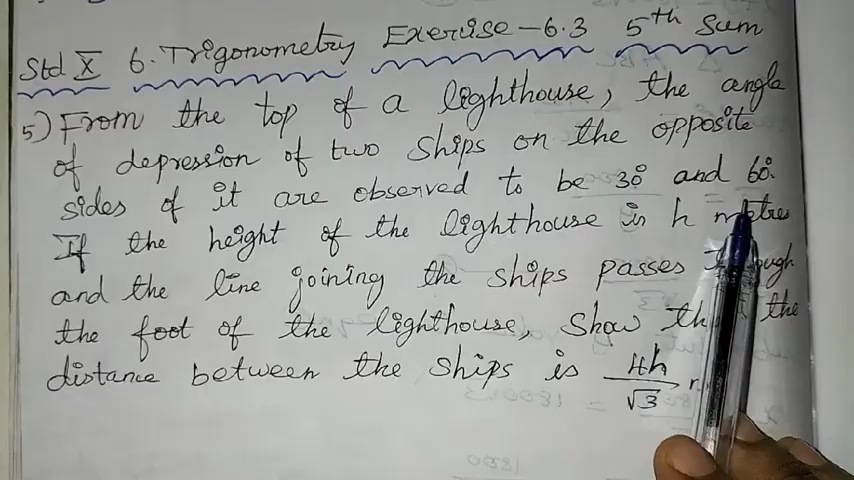 Std X 6. Trigonometry Exercise - 6.3 5th Sum
5) From the top of a lighthouse, the angle
of depression of two ships on the opposite
sides of it are observed to be 30° and 60°.
If the height of the lighthouse is h metres
and the line joining the ships passes
the foot of the lighthouse, show the
distance between the ships is 4h/√3